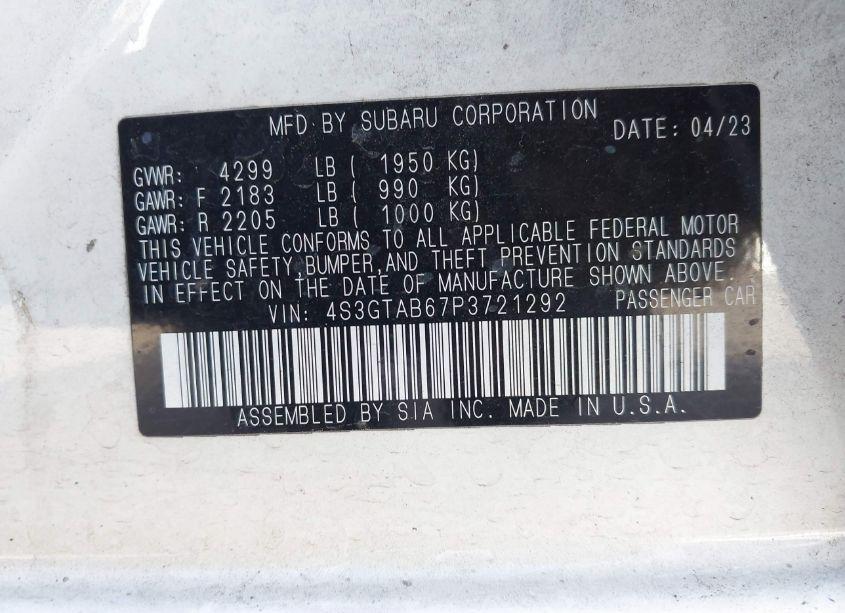 MFD BY SUBARU CORPORATION DATE: 04/23
GVWR: 4299 LB ( 1950 KG)
GAWR: F 2183 LB ( 990 KG)
GAWR: R 2205 LB ( 1000 KG)
THIS VEHICLE CONFORMS TO ALL APPLICABLE FEDERAL MOTOR
VEHICLE SAFETY,BUMPER,AND THEFT PREVENTION STANDARDS
IN EFFECT ON THE DATE OF MANUFACTURE SHOWN ABOVE.
VIN: 4S3GTAB67P3721292 PASSENGER CAR
ASSEMBLED BY SIA INC. MADE IN U.S.A.